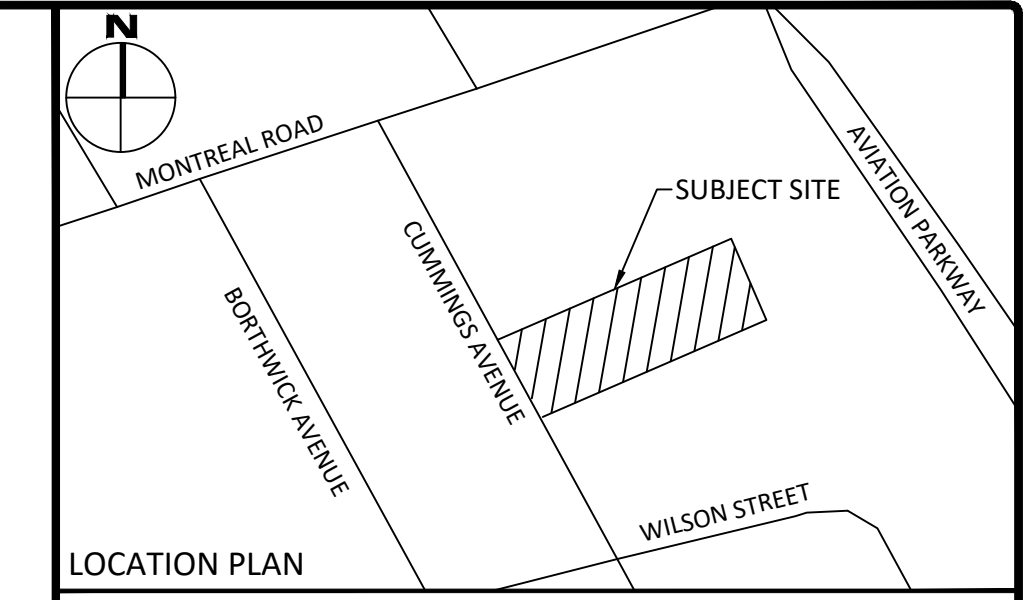 N
MONTREAL ROAD
SUBJECT SITE
AVIATION PARKWAY
CUMMINGS AVENUE
BORTHWICK AVENUE
WILSON STREET
LOCATION PLAN